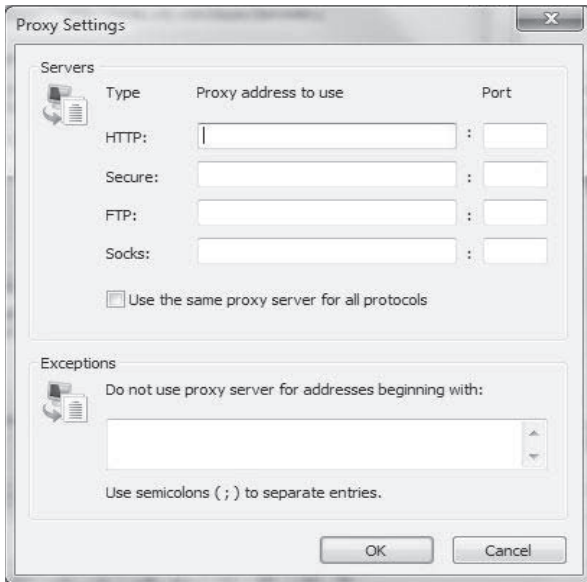 Proxy Settings
Servers
Type Proxy address to use Port
HTTP: :
Secure: :
FTP: :
Socks: :
Use the same proxy server for all protocols
Exceptions
Do not use proxy server for addresses beginning with:
Use semicolons ( ; ) to separate entries.
OK Cancel